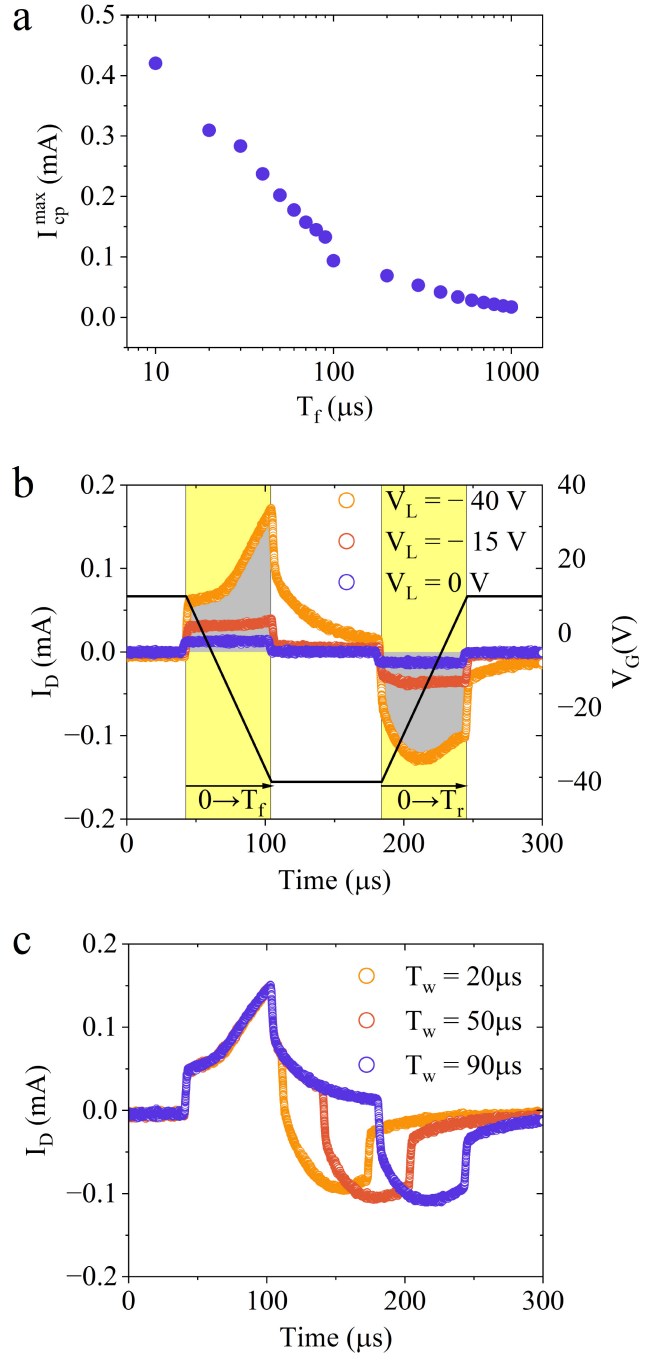 a
0.5
0.4
0.3
0.2
0.1
0.0
I_cp^max (mA)
10 100 1000
T_f (μs)
b
0.2
0.1
0.0
−0.1
−0.2
I_D (mA)
40
20
0
−20
−40
V_G(V)
V_L = − 40 V
V_L = − 15 V
V_L = 0 V
0→T_f 0→T_r
0 100 200 300
Time (μs)
c
0.2
0.1
0.0
−0.1
−0.2
I_D (mA)
T_w = 20μs
T_w = 50μs
T_w = 90μs
0 100 200 300
Time (μs)